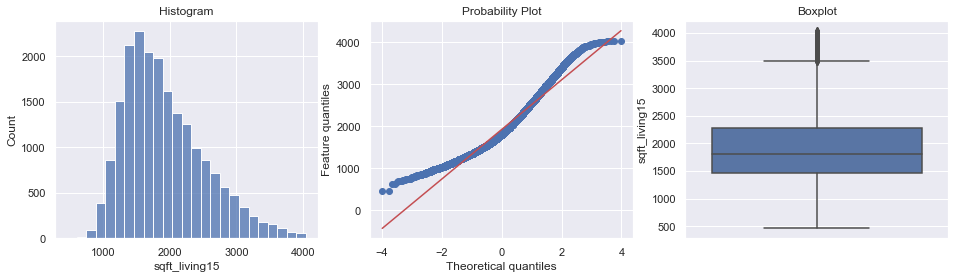 Histogram
Count
2000
1500
1000
500
0
1000 2000 3000 4000
sqft_living15
Probability Plot
Feature quantiles
4000
3000
2000
1000
0
−4 −2 0 2 4
Theoretical quantiles
Boxplot
sqft_living15
4000
3500
3000
2500
2000
1500
1000
500